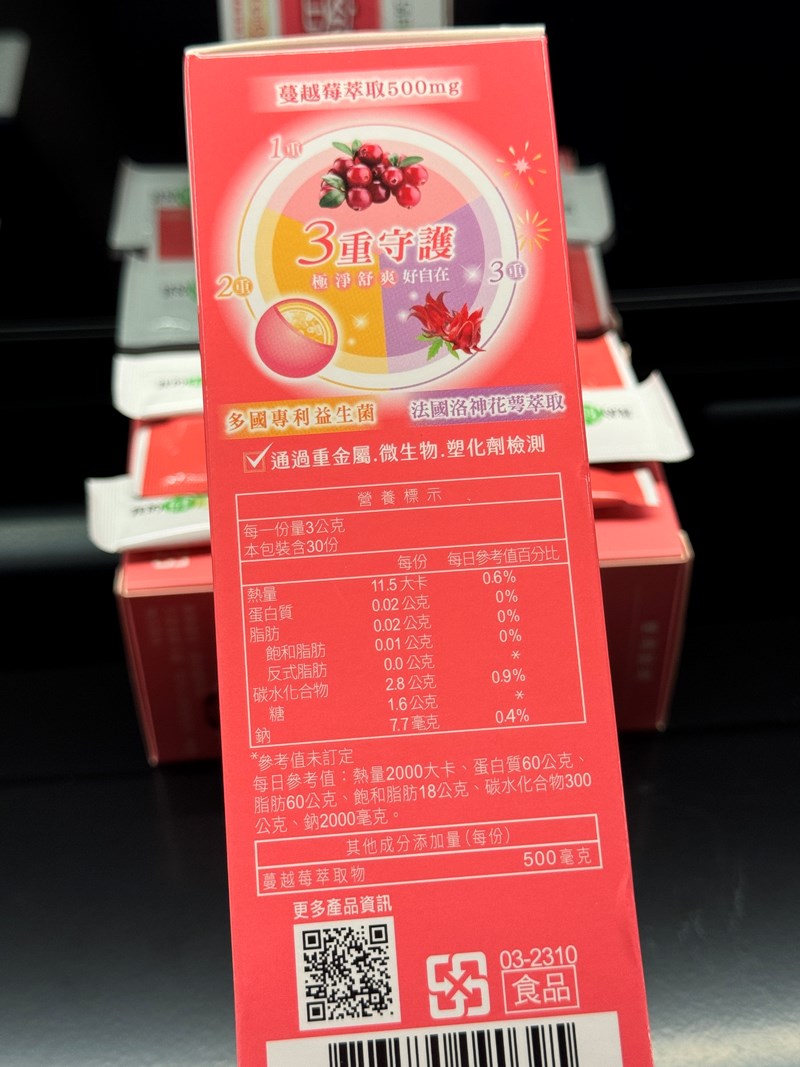 蔓越莓萃取500mg
1重
3重守護
極淨舒爽好自在
2重
3重
多國專利益生菌
法國洛神花萼萃取
通過重金屬.微生物.塑化劑檢測
營養標示
每一份量3公克
本包裝含30份
每份 每日參考值百分比
熱量 11.5大卡 0.6%
蛋白質 0.02公克 0%
脂肪 0.02公克 0%
飽和脂肪 0.01公克 0%
反式脂肪 0.0公克 *
碳水化合物 2.8公克 0.9%
糖 1.6公克 *
鈉 7.7毫克 0.4%
*參考值未訂定
每日參考值：熱量2000大卡、蛋白質60公克、
脂肪60公克、飽和脂肪18公克、碳水化合物300
公克、鈉2000毫克。
其他成分添加量(每份)
蔓越莓萃取物 500毫克
更多產品資訊
03-2310
食品